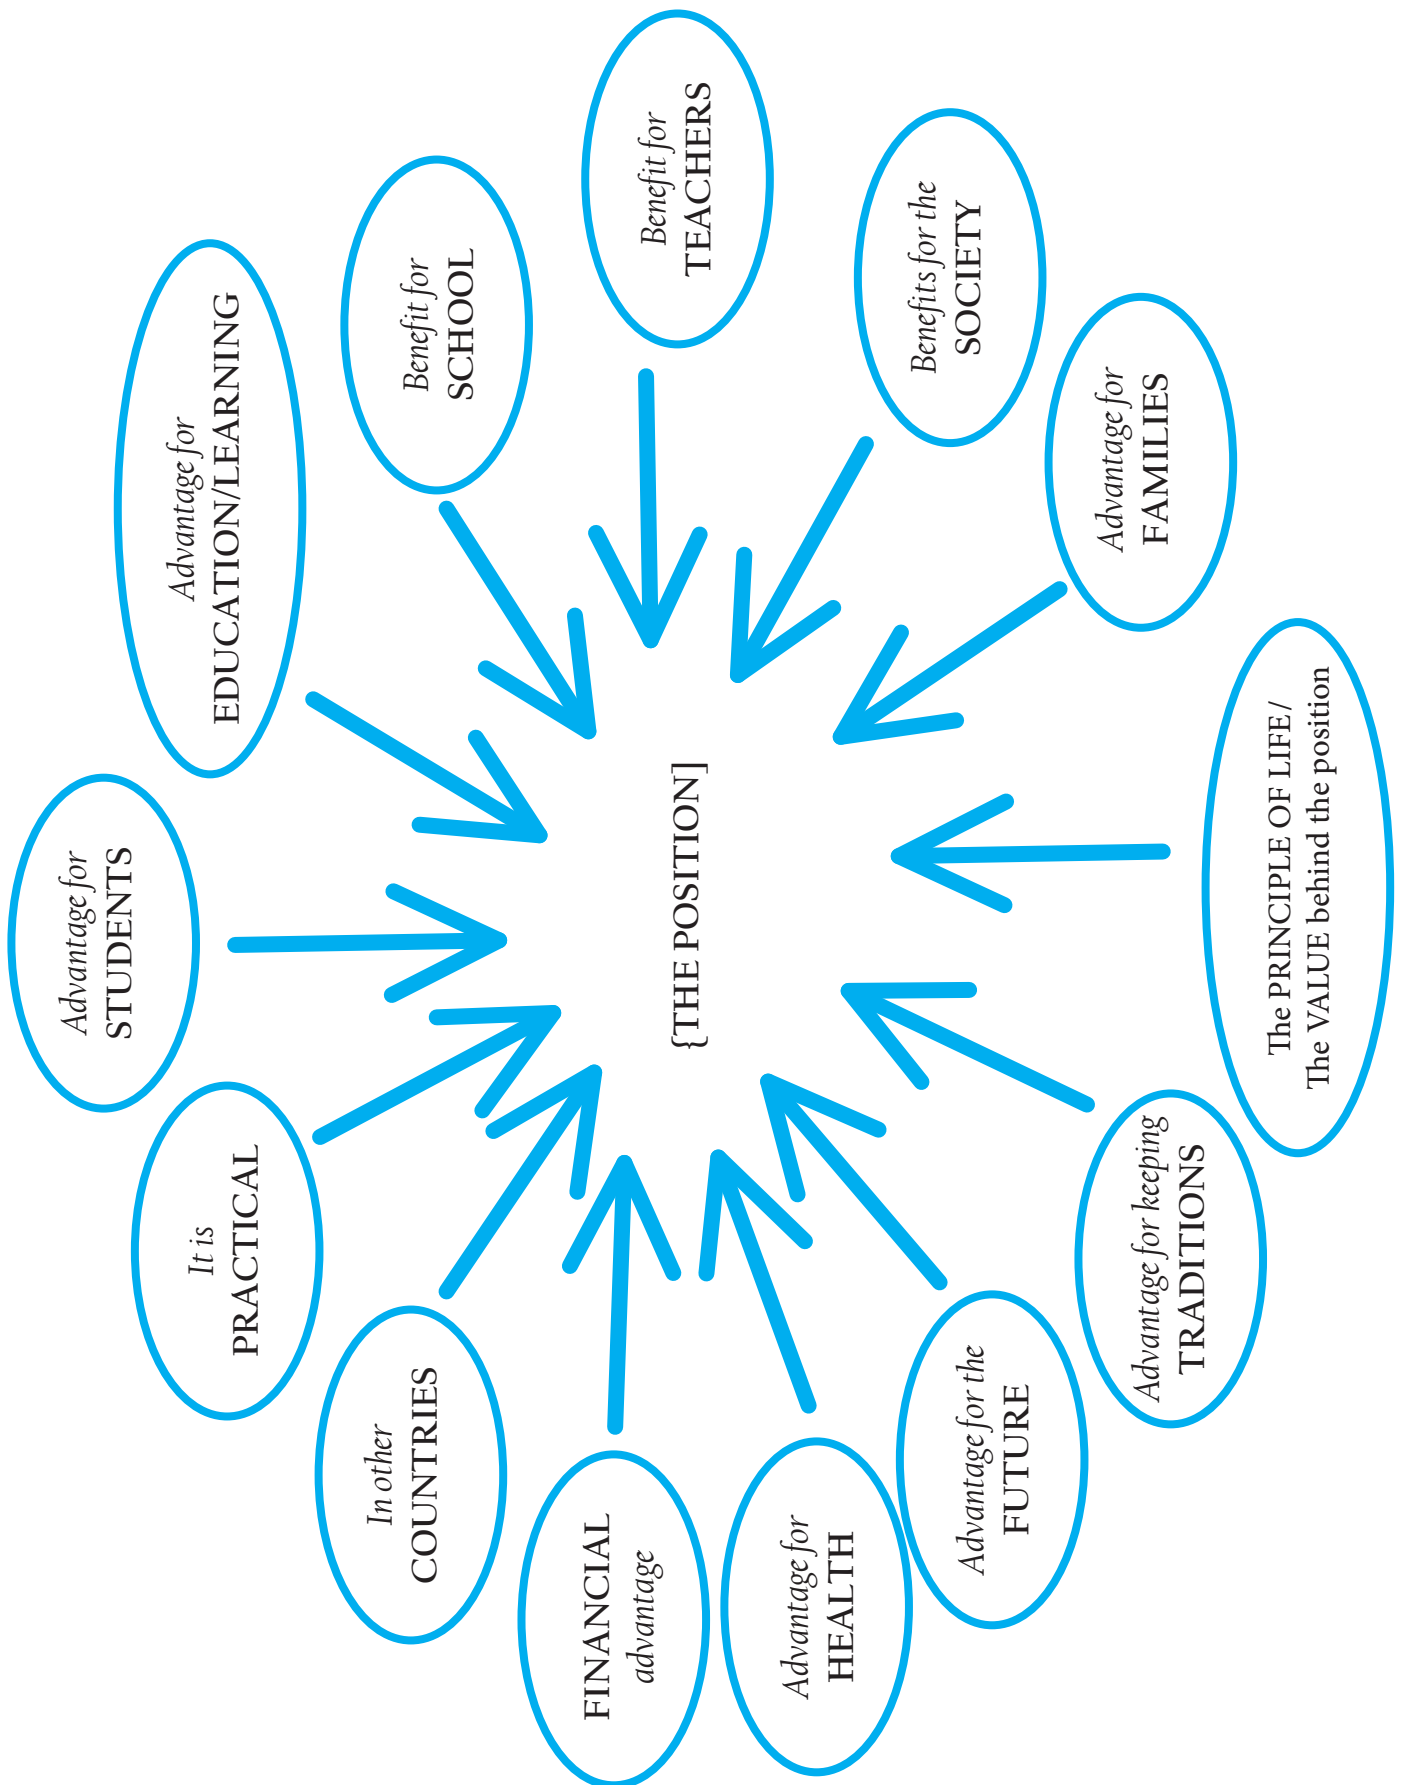 Advantage for
STUDENTS
It is
PRACTICAL
Advantage for
EDUCATION/LEARNING
In other
COUNTRIES
Benefit for
SCHOOL
FINANCIAL
advantage
{THE POSITION]
Benefit for
TEACHERS
Advantage for
HEALTH
Benefits for the
SOCIETY
Advantage for the
FUTURE
Advantage for
FAMILIES
Advantage for keeping
TRADITIONS
The PRINCIPLE OF LIFE/
The VALUE behind the position